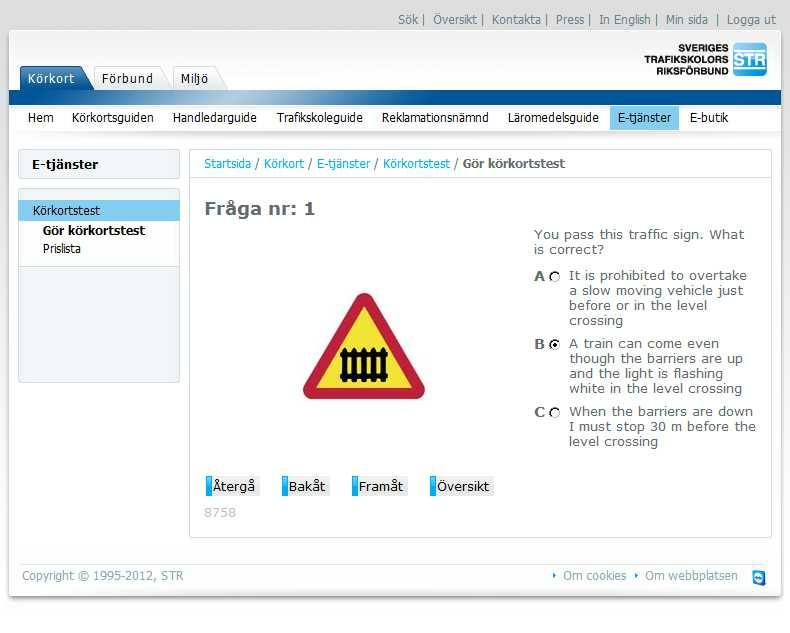 Sök | Översikt | Kontakta | Press | In English | Min sida | Logga ut
SVERIGES
TRAFIKSKOLORS
RIKSFÖRBUND
STR
Körkort Förbund Miljö
Hem Körkortsguiden Handledarguide Trafikskoleguide Reklamationsnämnd Läromedelsguide E-tjänster E-butik
E-tjänster
Körkortstest
Gör körkortstest
Prislista
Startsida / Körkort / E-tjänster / Körkortstest / Gör körkortstest
Fråga nr: 1
You pass this traffic sign. What
is correct?
A It is prohibited to overtake
a slow moving vehicle just
before or in the level
crossing
B A train can come even
though the barriers are up
and the light is flashing
white in the level crossing
C When the barriers are down
I must stop 30 m before the
level crossing
Återgå Bakåt Framåt Översikt
8758
Copyright © 1995-2012, STR
Om cookies Om webbplatsen